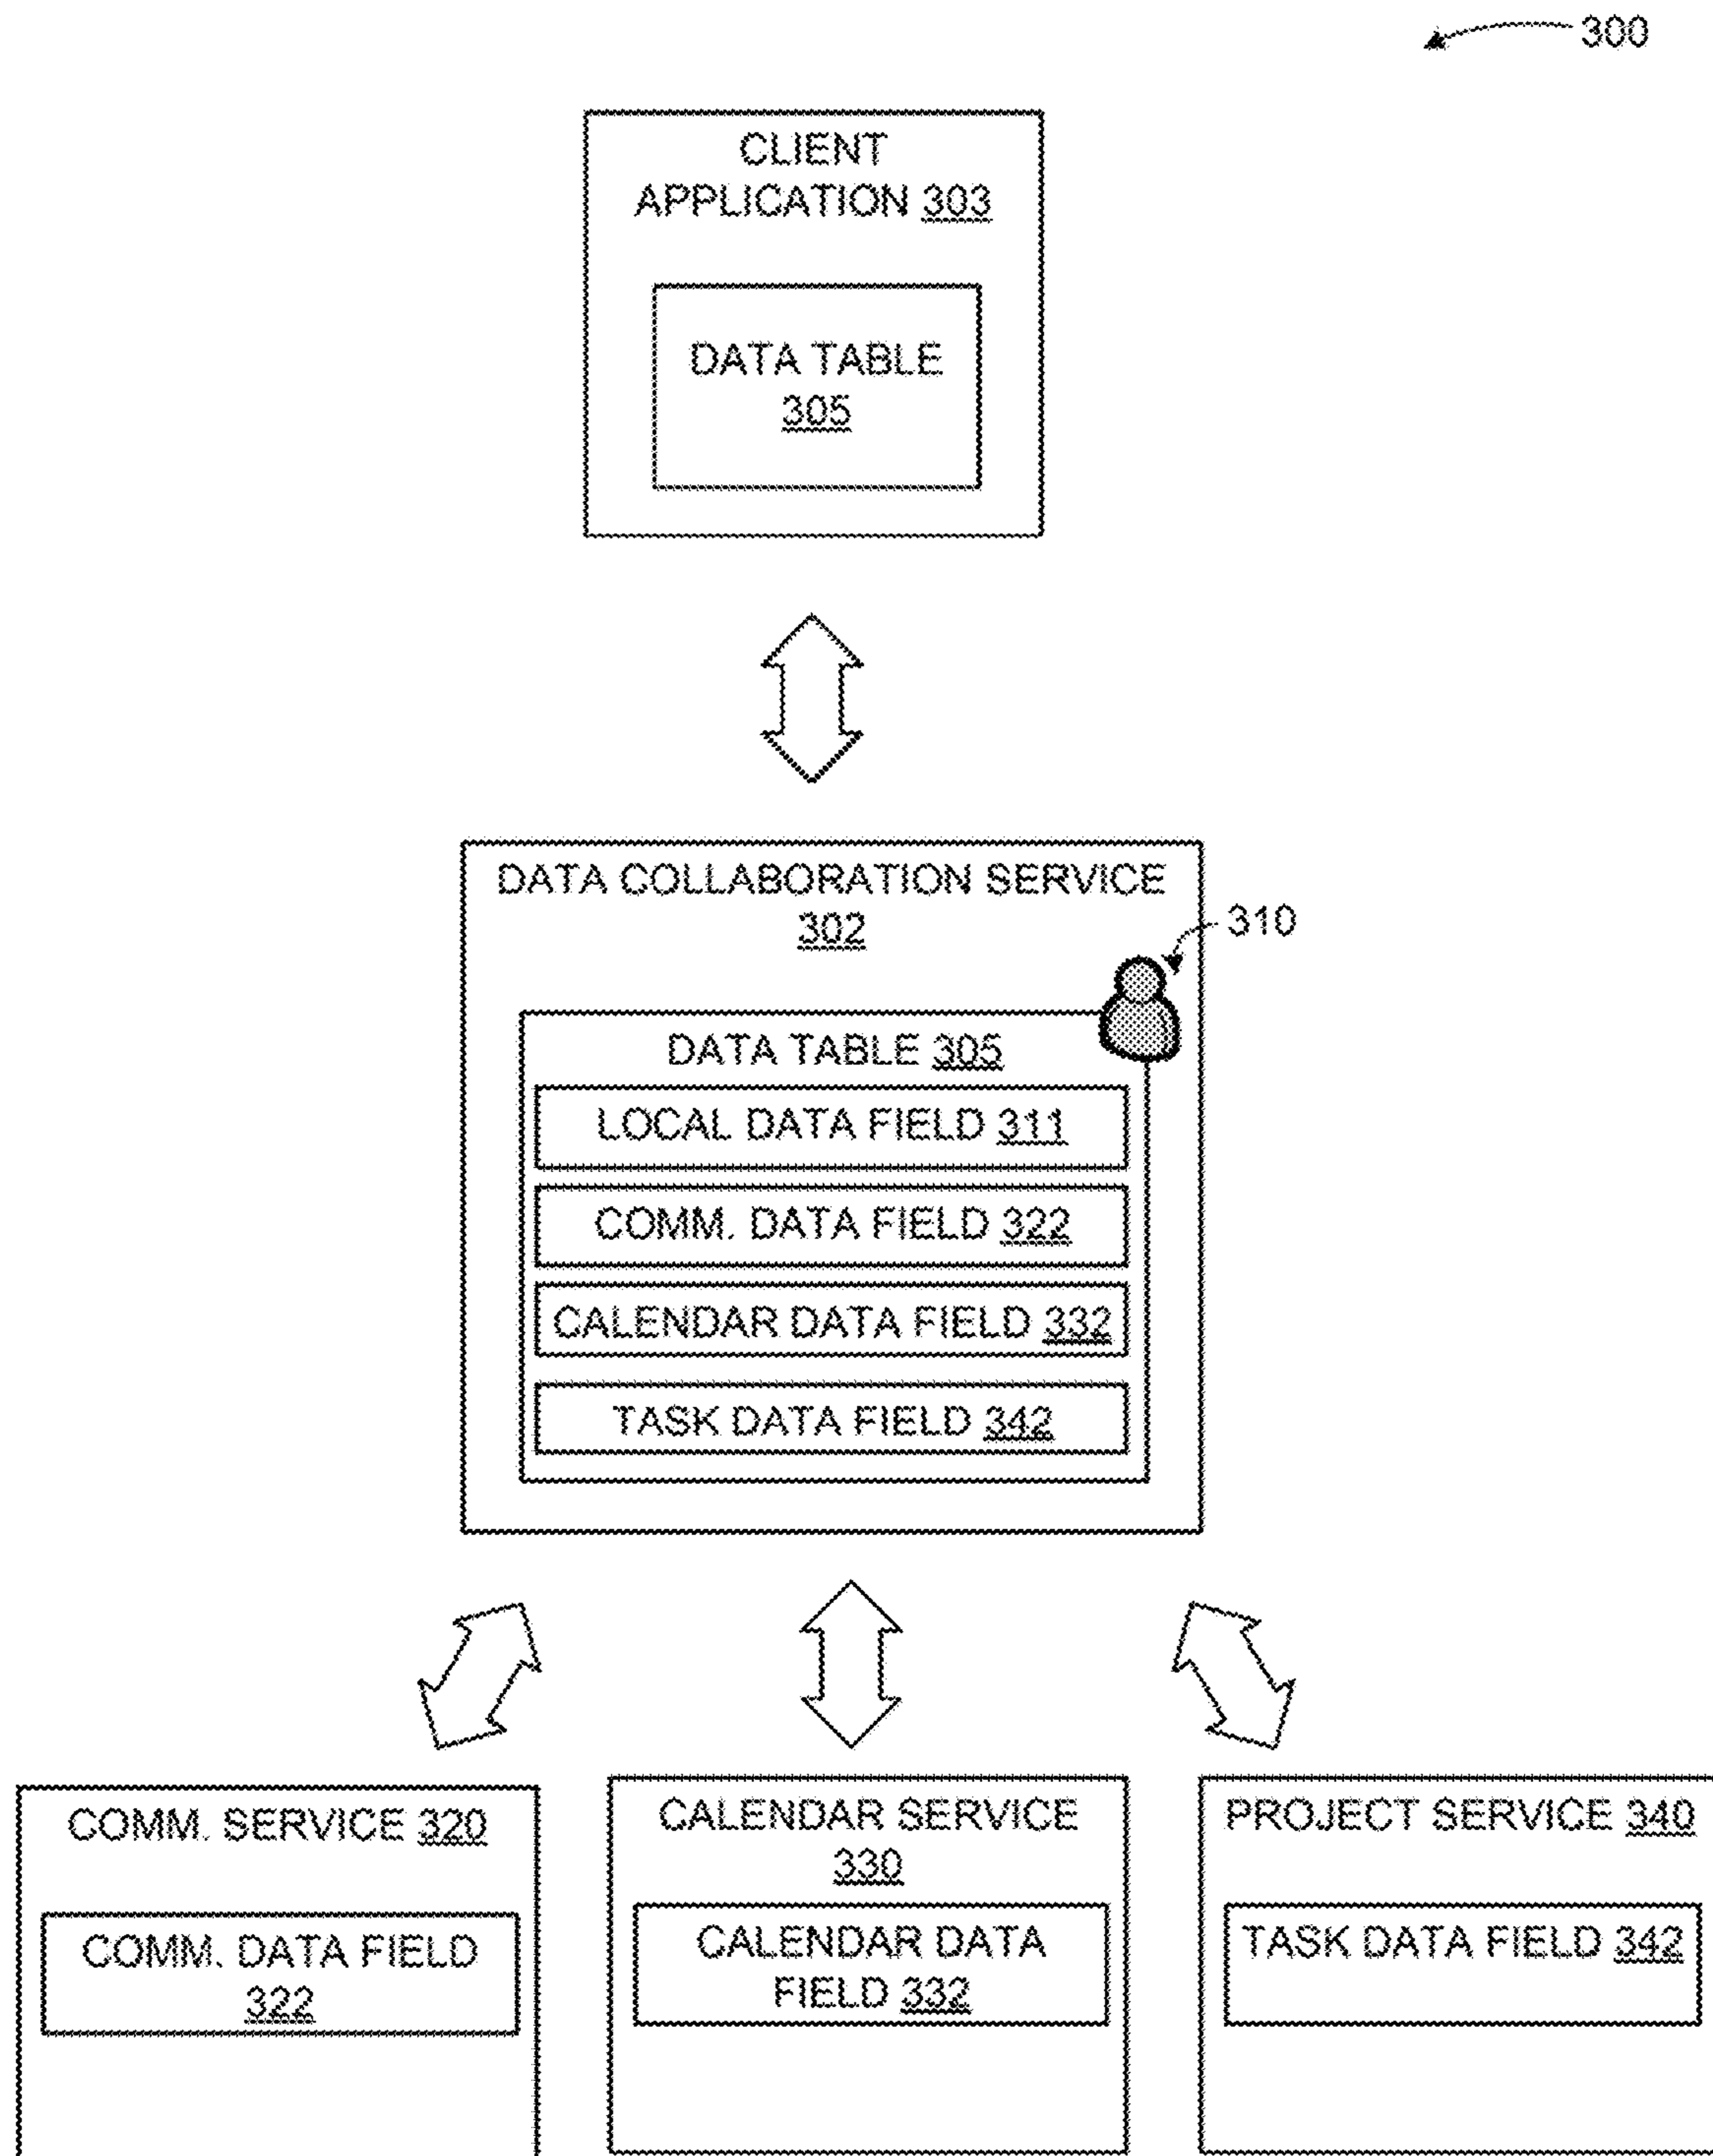 300
CLIENT
APPLICATION 303
DATA TABLE
305
DATA COLLABORATION SERVICE
302
310
DATA TABLE 305
LOCAL DATA FIELD 311
COMM. DATA FIELD 322
CALENDAR DATA FIELD 332
TASK DATA FIELD 342
COMM. SERVICE 320
COMM. DATA FIELD
322
CALENDAR SERVICE
330
CALENDAR DATA
FIELD 332
PROJECT SERVICE 340
TASK DATA FIELD 342